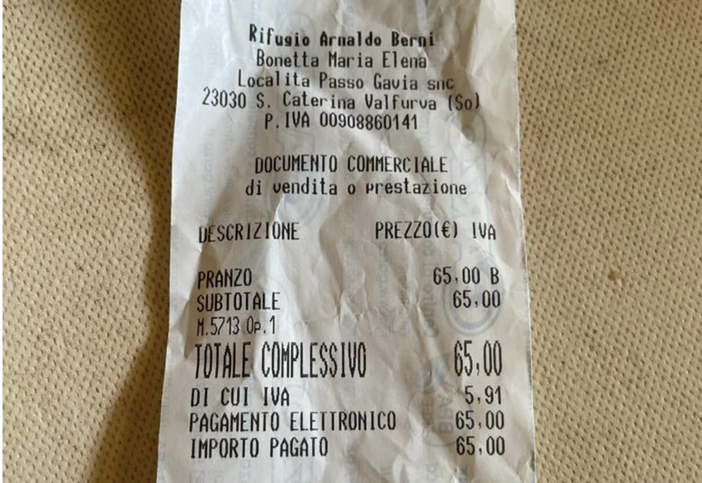 Rifugio Arnaldo Berni
Bonetta Maria Elena
Localita Passo Gavia snc
23030 S. Caterina Valfurva (So)
P.IVA 00908860141
DOCUMENTO COMMERCIALE
di vendita o prestazione
DESCRIZIONE PREZZO(€) IVA
PRANZO 65,00 B
SUBTOTALE 65,00
M.5713 Op.1
TOTALE COMPLESSIVO 65,00
DI CUI IVA 5,91
PAGAMENTO ELETTRONICO 65,00
IMPORTO PAGATO 65,00